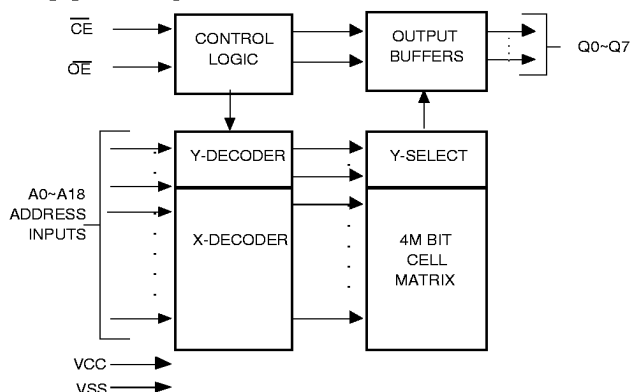 CE
CONTROL
LOGIC
OUTPUT
BUFFERS
Q0~Q7
OE
Y-DECODER
Y-SELECT
A0~A18
ADDRESS
INPUTS
X-DECODER
4M BIT
CELL
MATRIX
VCC
VSS